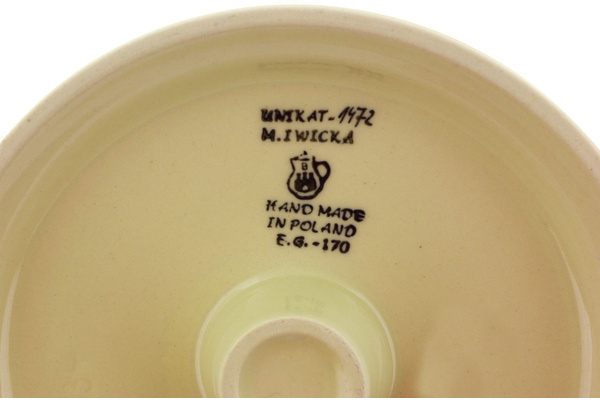 UNIKAT-1472
M.IWICKA
B
HAND MADE
IN POLAND
E.G.-170